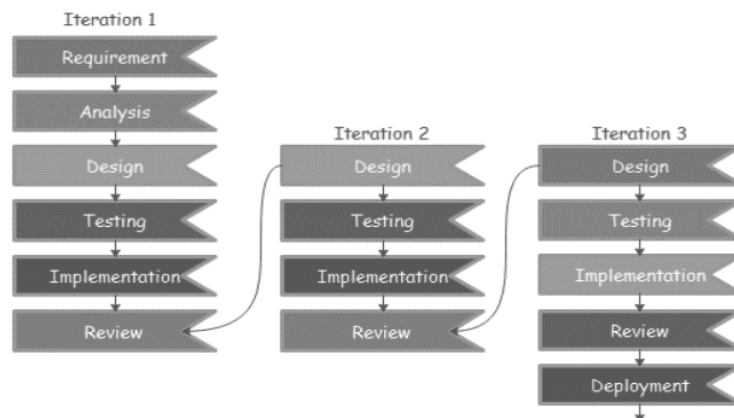 Iteration 1
Requirement
Analysis
Design
Testing
Implementation
Review
Iteration 2
Design
Testing
Implementation
Review
Iteration 3
Design
Testing
Implementation
Review
Deployment